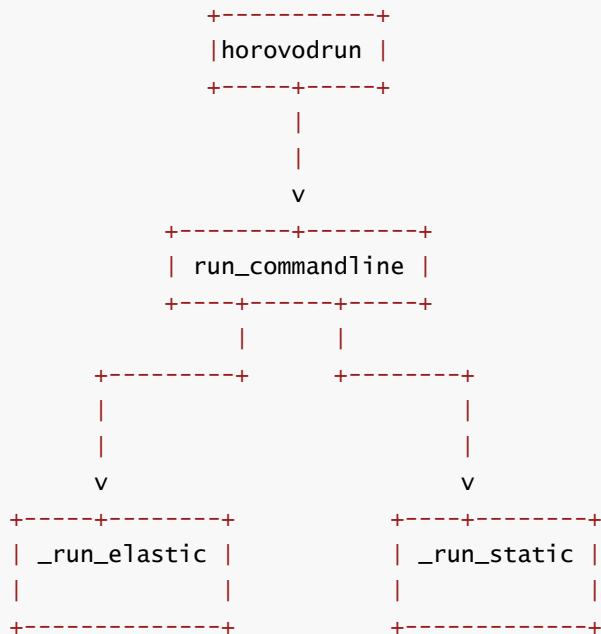 horovodrun
v
run_commandline
v v
_run_elastic _run_static